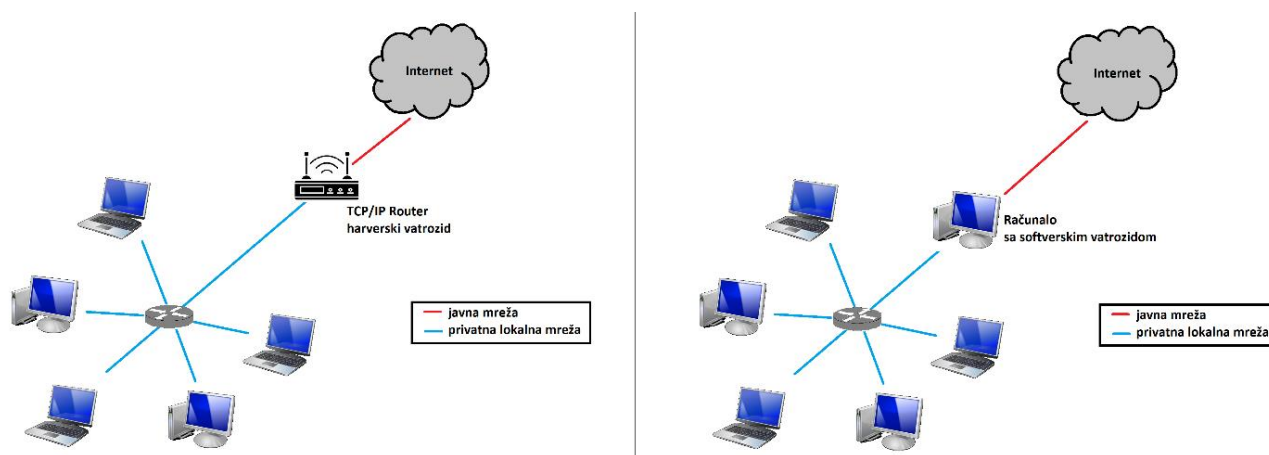 Internet
TCP/IP Router
harverski vatrozid
javna mreža
privatna lokalna mreža
Internet
Računalo
sa softverskim vatrozidom
javna mreža
privatna lokalna mreža